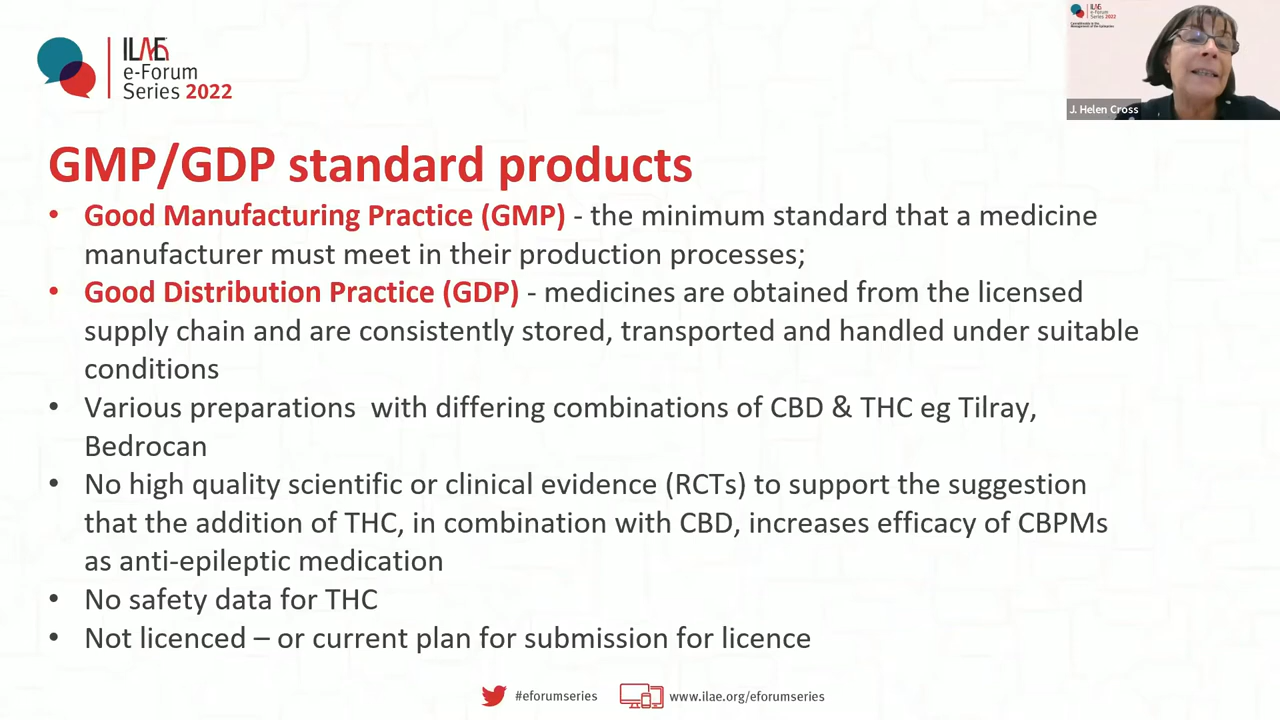 ILAE
e-Forum
Series 2022
ILAE
e-Forum
Series 2022
J. Helen Cross
GMP/GDP standard products
• Good Manufacturing Practice (GMP) - the minimum standard that a medicine
manufacturer must meet in their production processes;
• Good Distribution Practice (GDP) - medicines are obtained from the licensed
supply chain and are consistently stored, transported and handled under suitable
conditions
• Various preparations with differing combinations of CBD & THC eg Tilray,
Bedrocan
• No high quality scientific or clinical evidence (RCTs) to support the suggestion
that the addition of THC, in combination with CBD, increases efficacy of CBPMs
as anti-epileptic medication
• No safety data for THC
• Not licenced – or current plan for submission for licence
#eforumseries
www.ilae.org/eforumseries